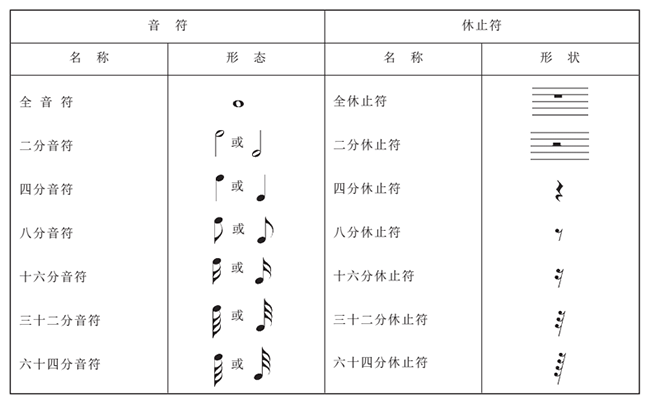 音 符 休止符
名 称 形 态 名 称 形 状
全 音 符 全休止符
二分音符 或 二分休止符
四分音符 或 四分休止符
八分音符 或 八分休止符
十六分音符 或 十六分休止符
三十二分音符 或 三十二分休止符
六十四分音符 或 六十四分休止符